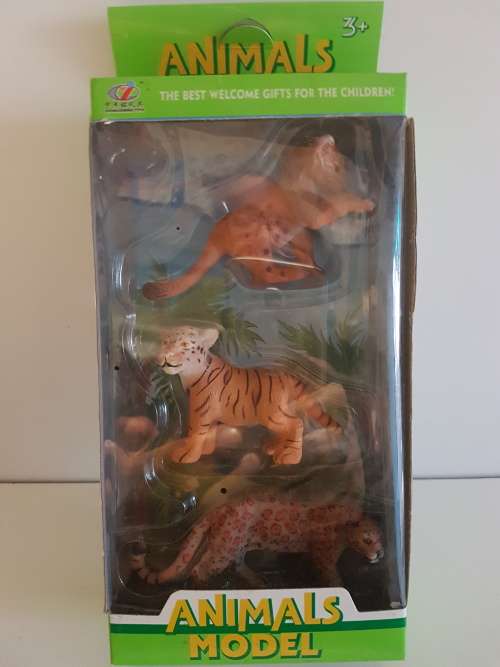 3+
ANIMALS
THE BEST WELCOME GIFTS FOR THE CHILDREN!
ANIMALS
MODEL